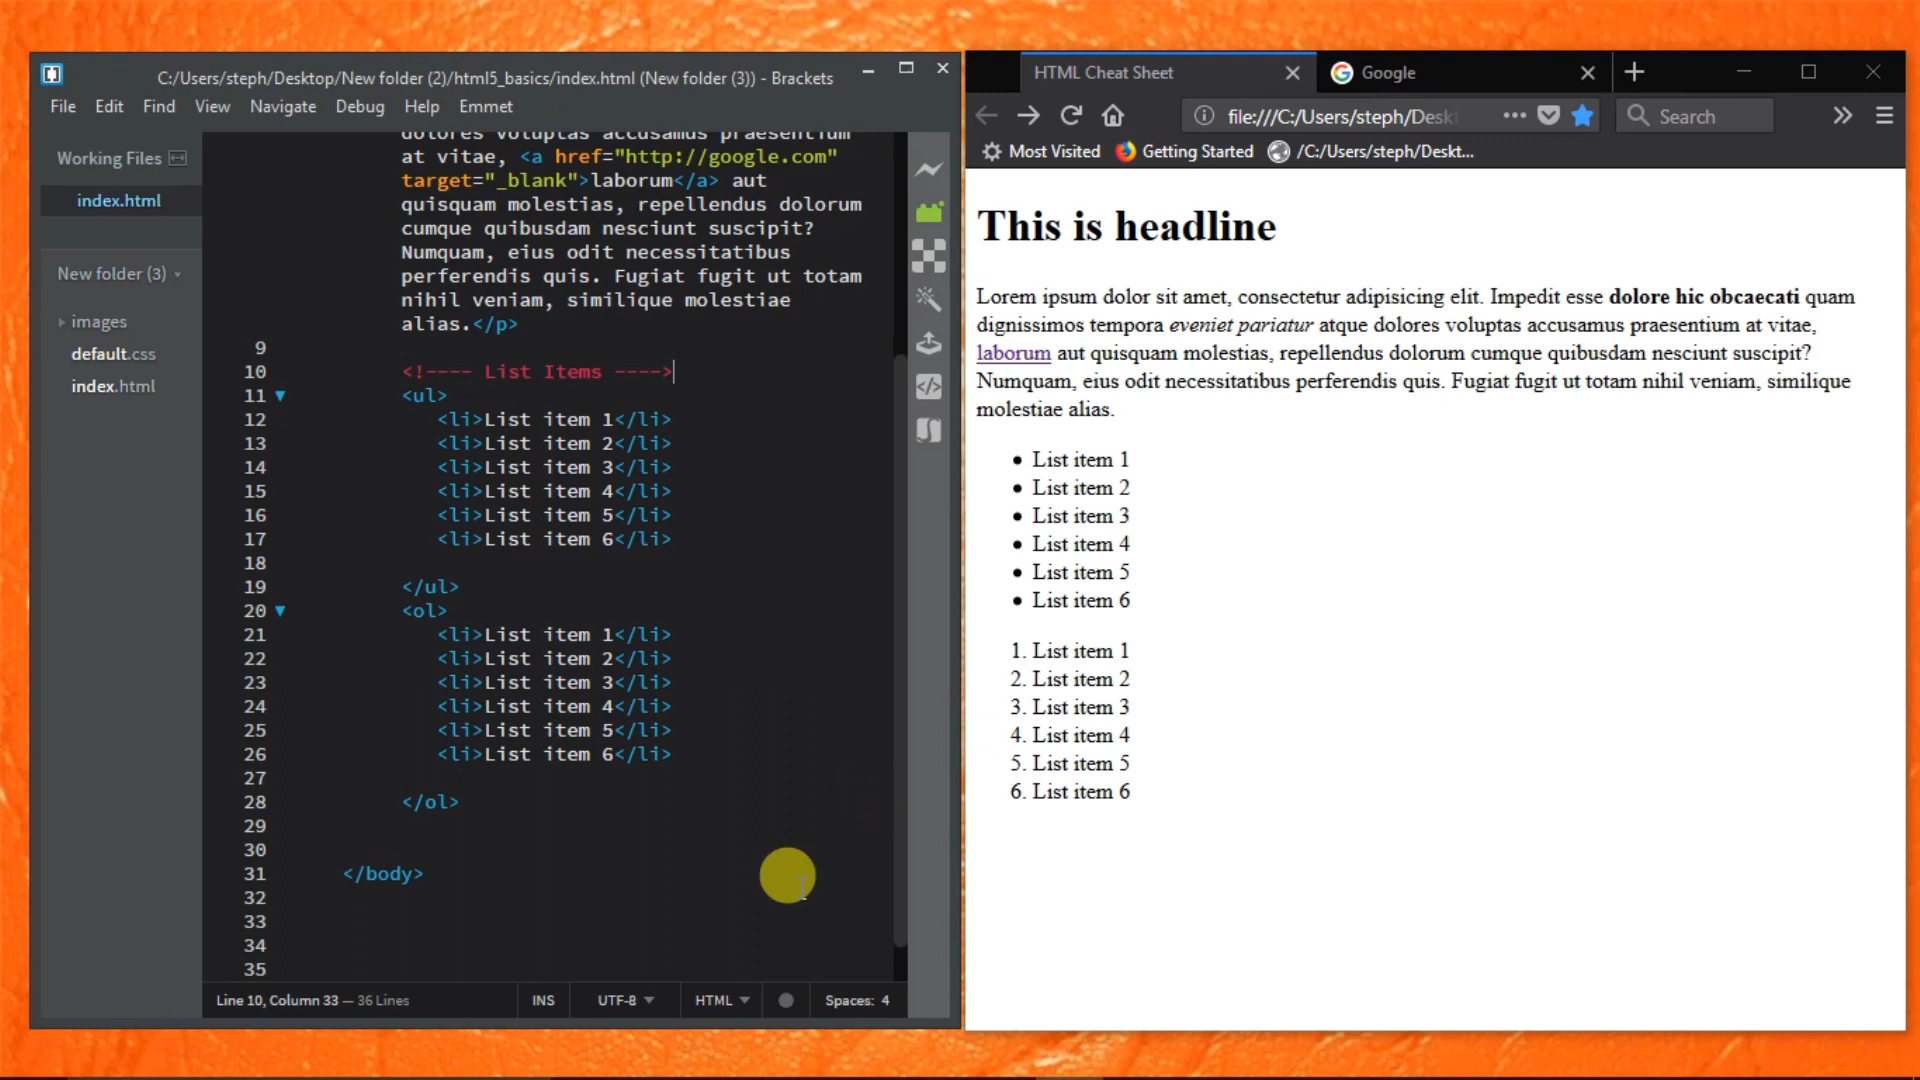 C:/Users/steph/Desktop/New folder (2)/html5_basics/index.html (New folder (3)) - Brackets
File Edit Find View Navigate Debug Help Emmet
Working Files
index.html
New folder (3)
images
default.css
index.html
dolores voluptas accusamus praesentium
at vitae, <a href="http://google.com"
target="_blank">laborum</a> aut
quisquam molestias, repellendus dolorum
cumque quibusdam nesciunt suscipit?
Numquam, eius odit necessitatibus
perferendis quis. Fugiat fugit ut totam
nihil veniam, similique molestiae
alias.</p>
9
10 <!---- List Items ---->
11 <ul>
12 <li>List item 1</li>
13 <li>List item 2</li>
14 <li>List item 3</li>
15 <li>List item 4</li>
16 <li>List item 5</li>
17 <li>List item 6</li>
18
19 </ul>
20 <ol>
21 <li>List item 1</li>
22 <li>List item 2</li>
23 <li>List item 3</li>
24 <li>List item 4</li>
25 <li>List item 5</li>
26 <li>List item 6</li>
27
28 </ol>
29
30
31 </body>
32
33
34
35
Line 10, Column 33 — 36 Lines INS UTF-8 HTML Spaces: 4
HTML Cheat Sheet Google
file:///C:/Users/steph/Deskt Search
Most Visited Getting Started /C:/Users/steph/Deskt...
This is headline
Lorem ipsum dolor sit amet, consectetur adipisicing elit. Impedit esse dolore hic obcaecati quam
dignissimos tempora eveniet pariatur atque dolores voluptas accusamus praesentium at vitae,
laborum aut quisquam molestias, repellendus dolorum cumque quibusdam nesciunt suscipit?
Numquam, eius odit necessitatibus perferendis quis. Fugiat fugit ut totam nihil veniam, similique
molestiae alias.
• List item 1
• List item 2
• List item 3
• List item 4
• List item 5
• List item 6
1. List item 1
2. List item 2
3. List item 3
4. List item 4
5. List item 5
6. List item 6